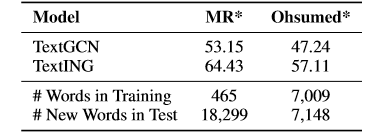 Model MR* Ohsumed*
TextGCN 53.15 47.24
TextING 64.43 57.11
# Words in Training 465 7,009
# New Words in Test 18,299 7,148